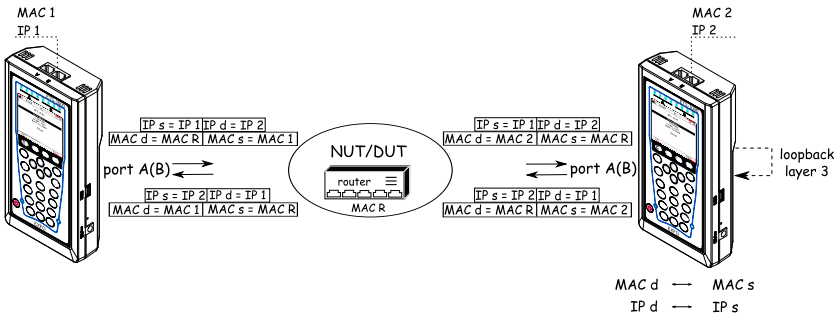 MAC 1
IP 1
MAC 2
IP 2
IP s = IP 1 IP d = IP 2
MAC d = MAC R MAC s = MAC 1
IP s = IP 1 IP d = IP 2
MAC d = MAC 2 MAC s = MAC R
NUT/DUT
router
MAC R
port A(B)
port A(B)
loopback
layer 3
IP s = IP 2 IP d = IP 1
MAC d = MAC 1 MAC s = MAC R
IP s = IP 2 IP d = IP 1
MAC d = MAC R MAC s = MAC 2
MAC d ↔ MAC s
IP d ↔ IP s